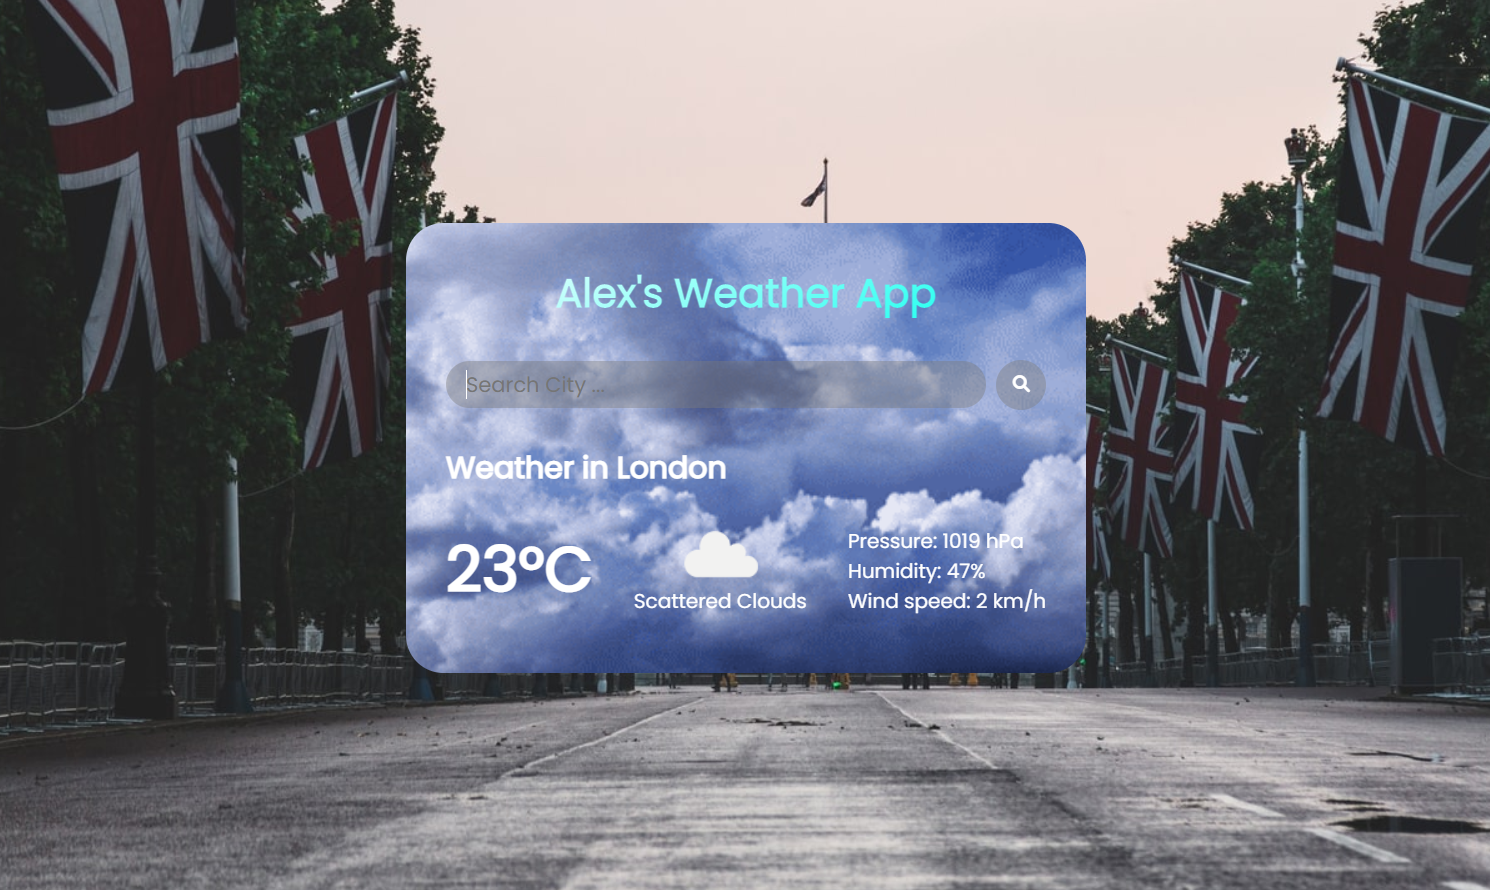 Alex's Weather App
Search City ...
Weather in London
23°C
Scattered Clouds
Pressure: 1019 hPa
Humidity: 47%
Wind speed: 2 km/h